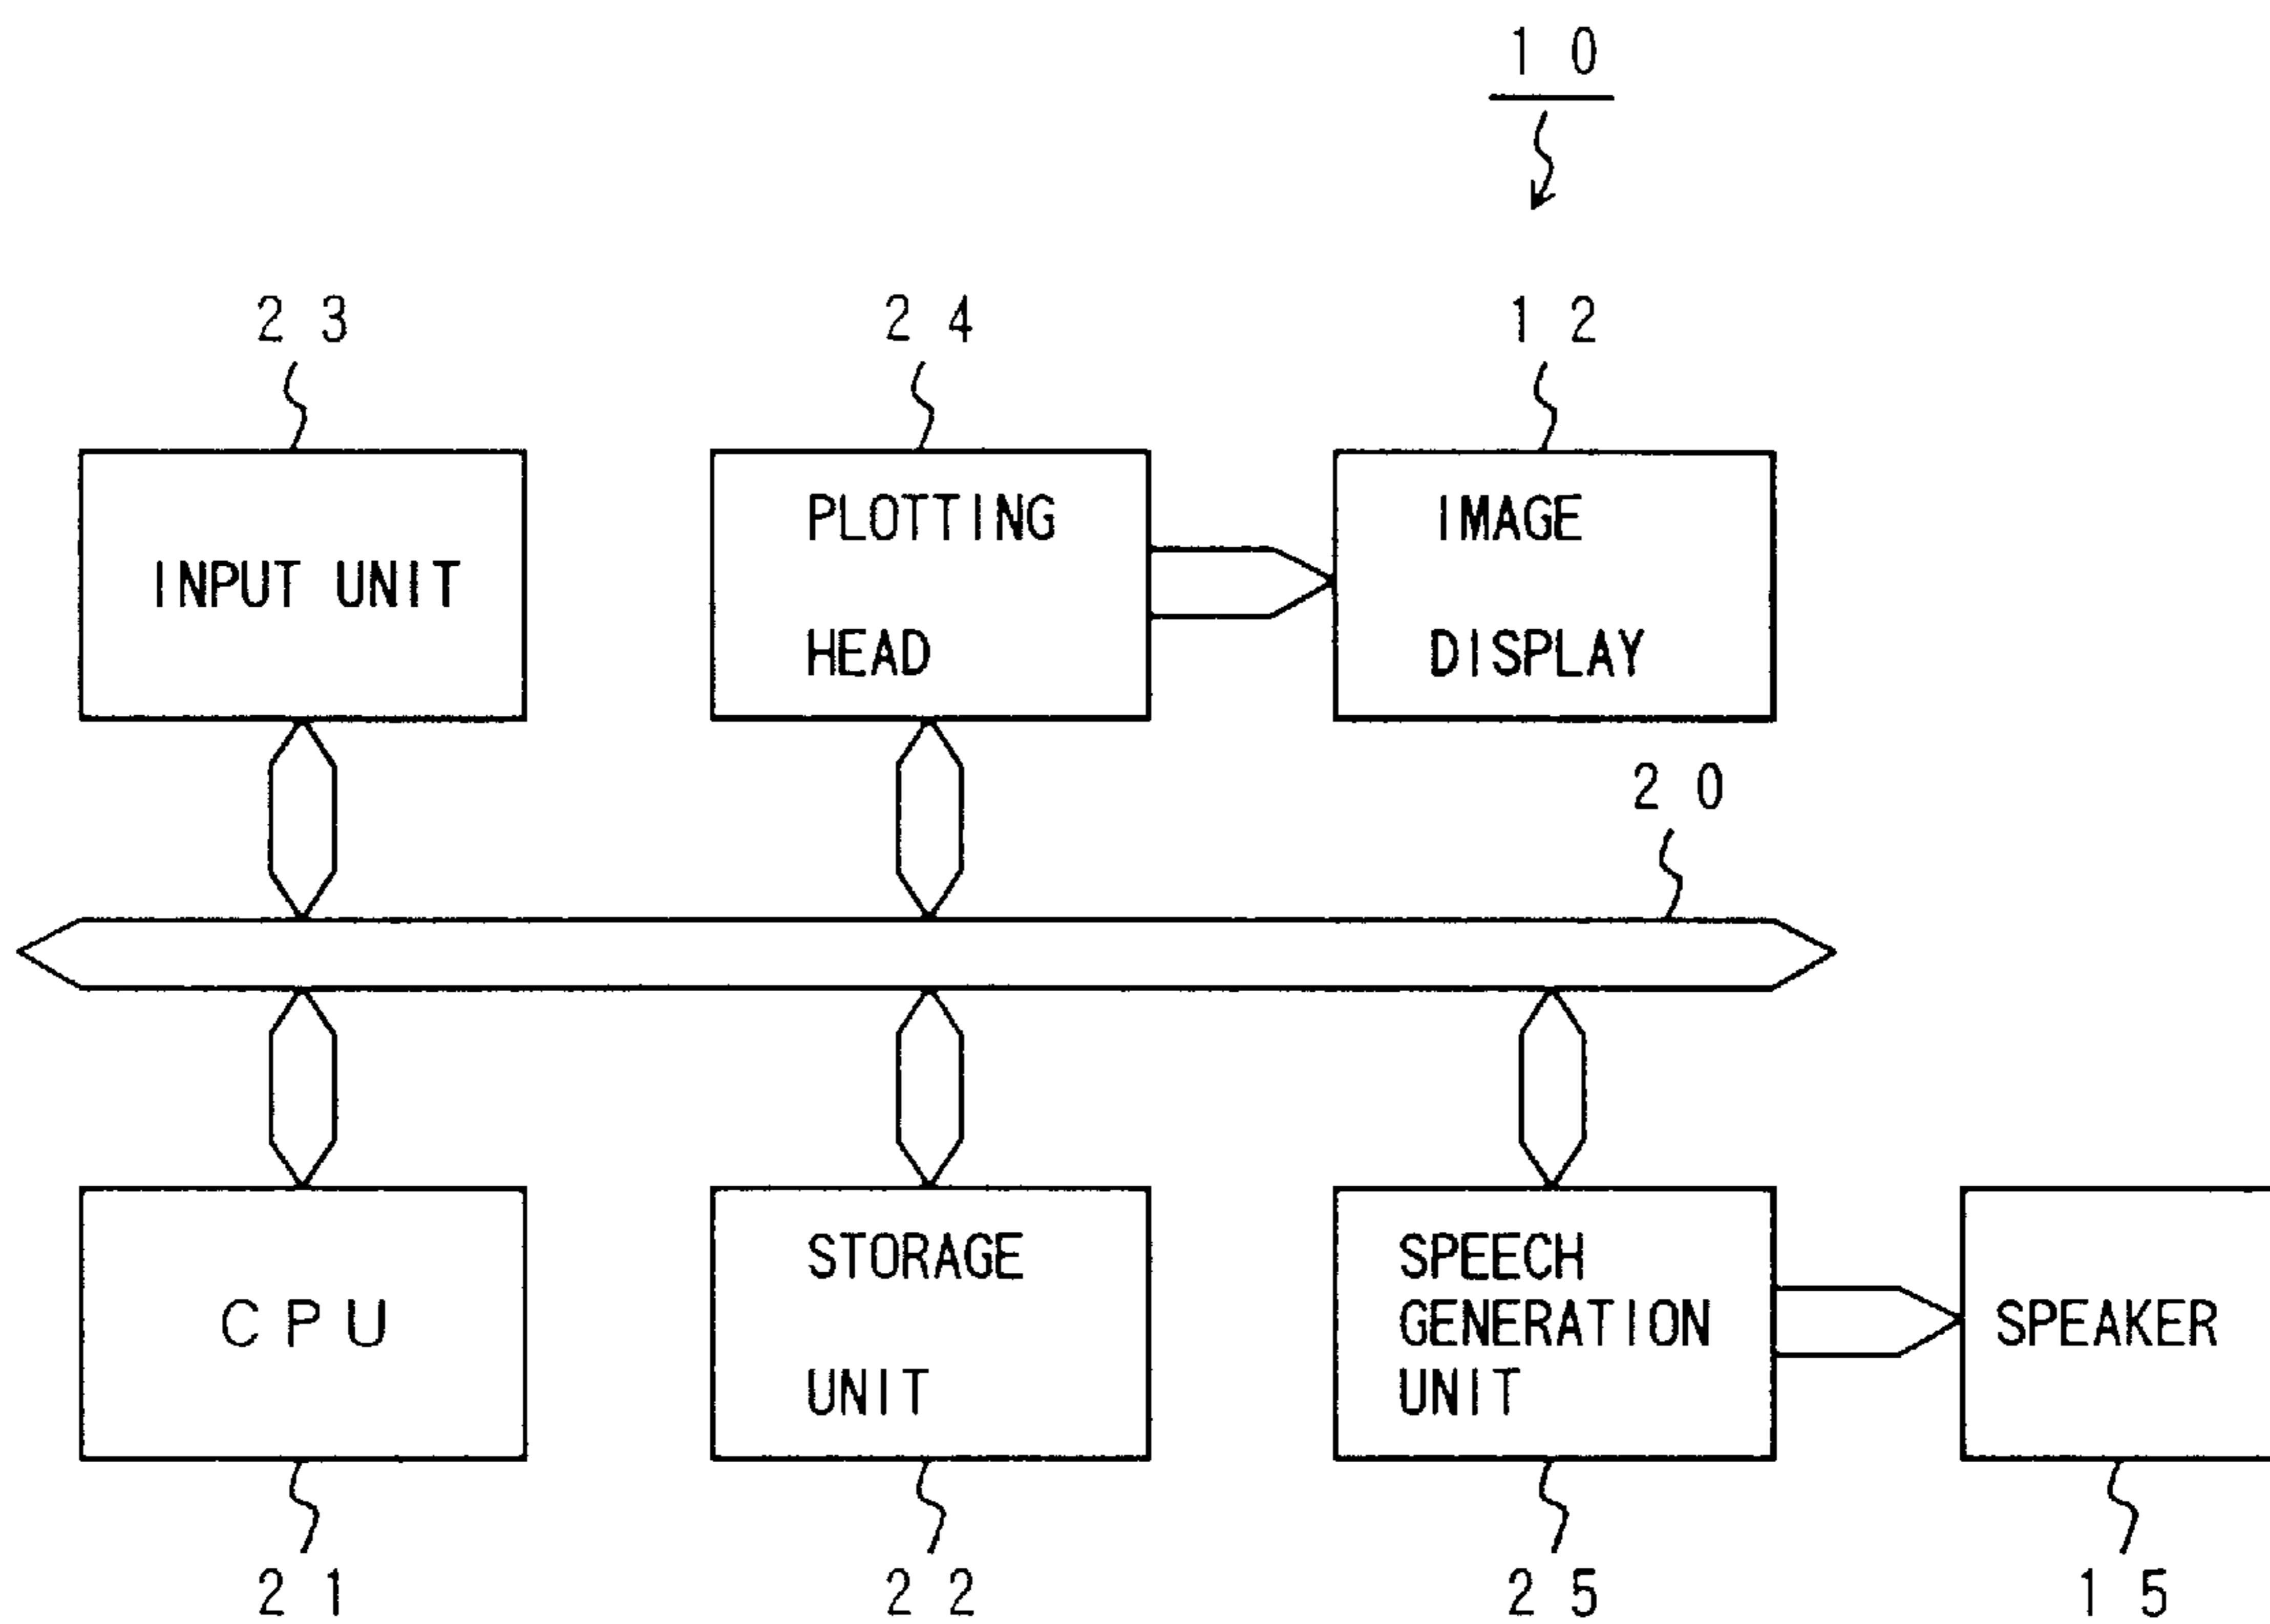 10
23
24
12
INPUT UNIT
PLOTTING
HEAD
IMAGE
DISPLAY
20
CPU
STORAGE
UNIT
SPEECH
GENERATION
UNIT
SPEAKER
21
22
25
15